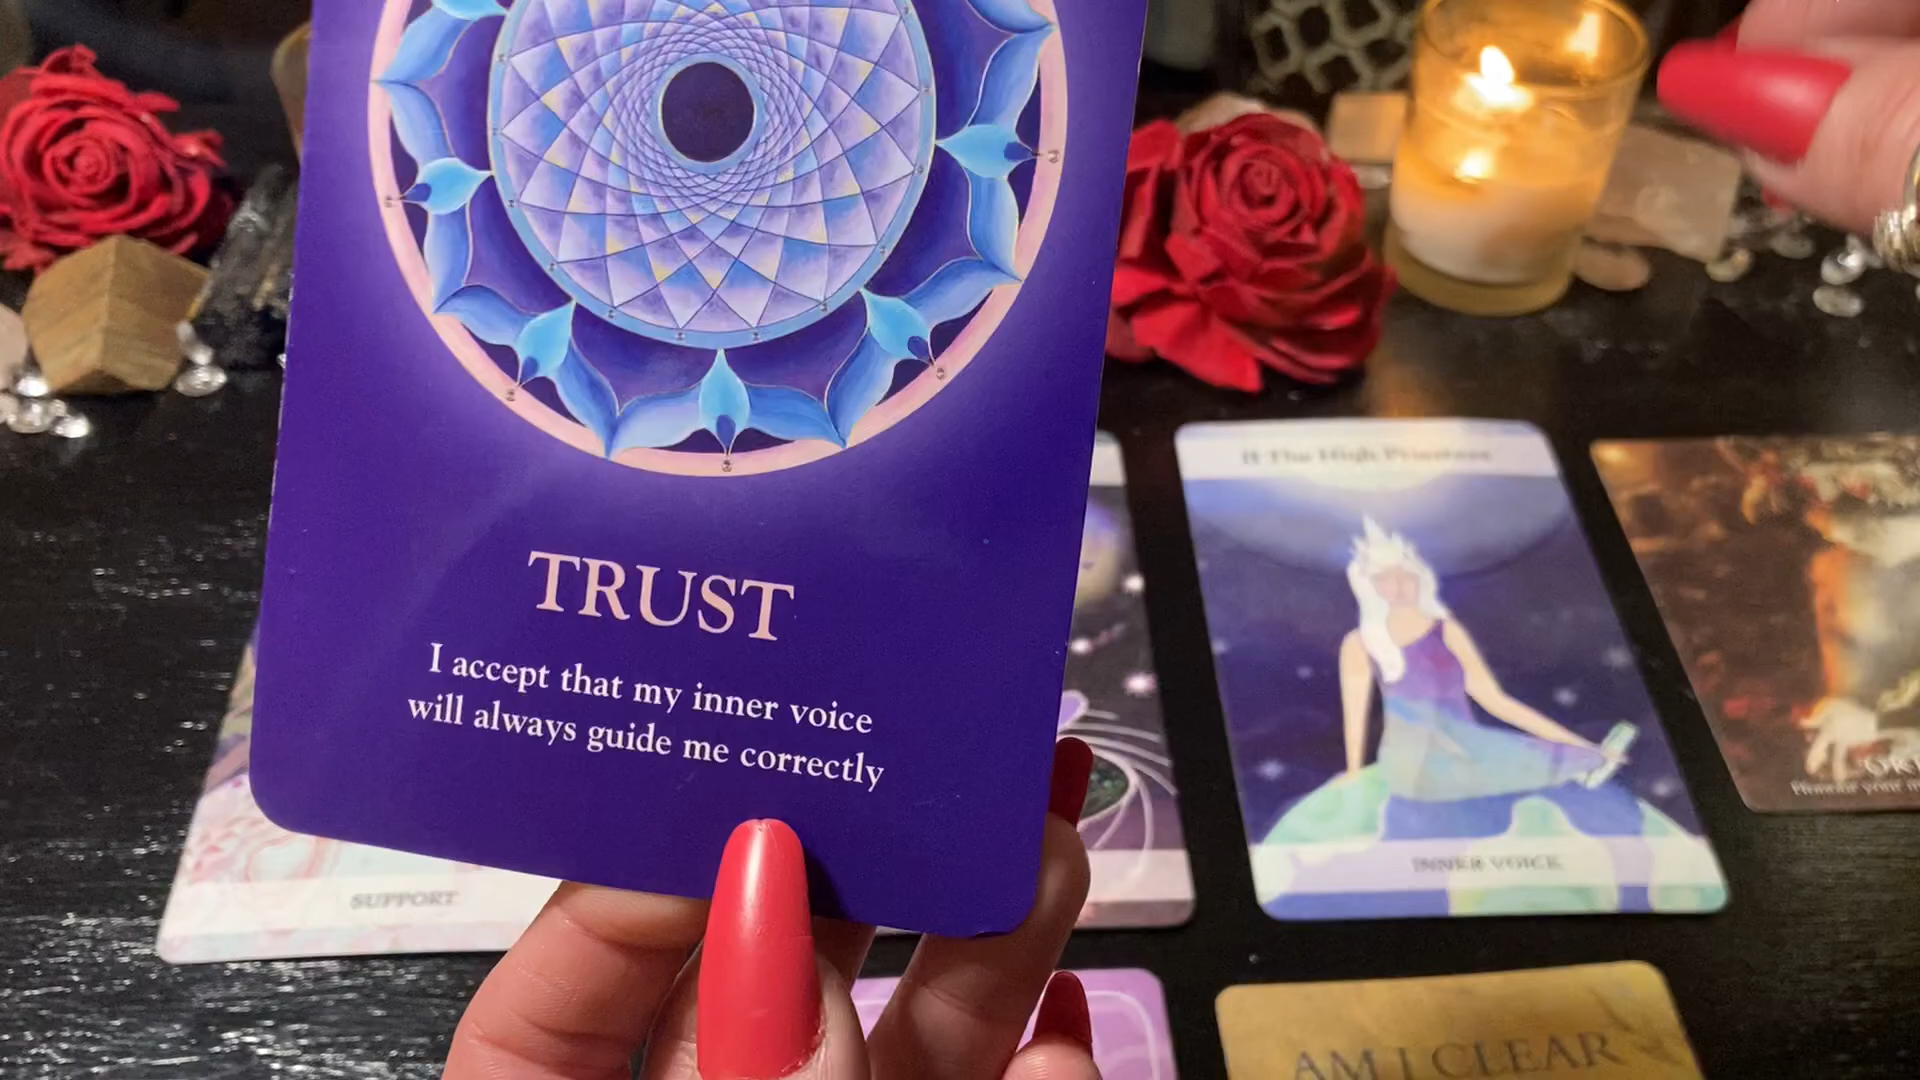 II The High Priestess
TRUST
I accept that my inner voice
will always guide me correctly
SUPPORT
INNER VOICE
AM I CLEAR